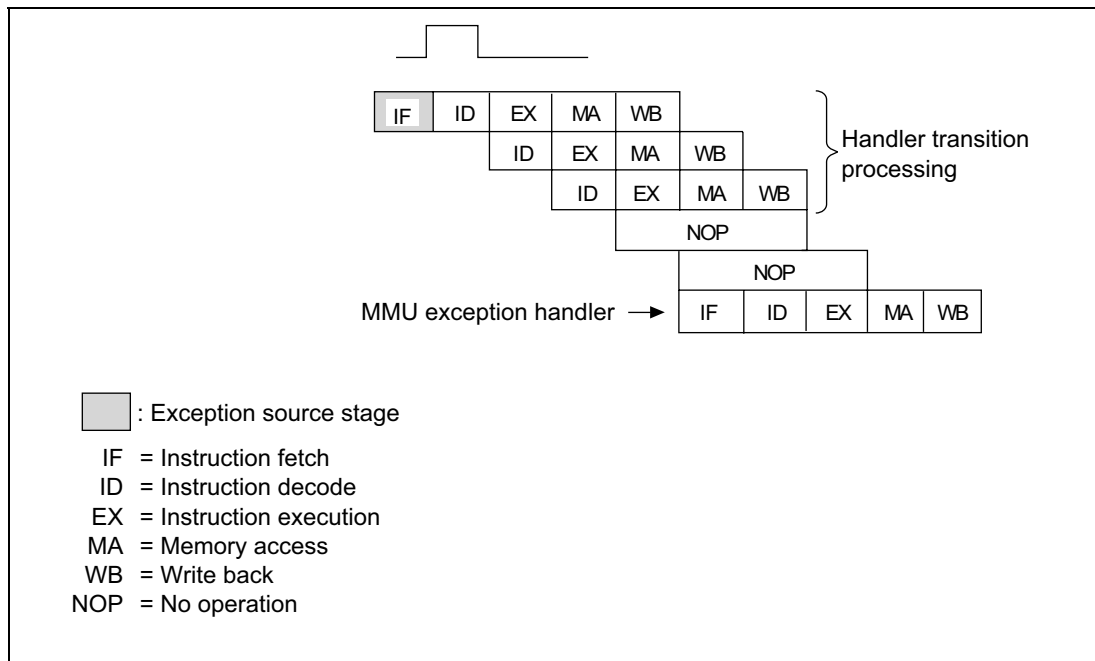 IF ID EX MA WB
ID EX MA WB
ID EX MA WB
Handler transition
processing
NOP
NOP
MMU exception handler → IF ID EX MA WB
: Exception source stage
IF = Instruction fetch
ID = Instruction decode
EX = Instruction execution
MA = Memory access
WB = Write back
NOP = No operation